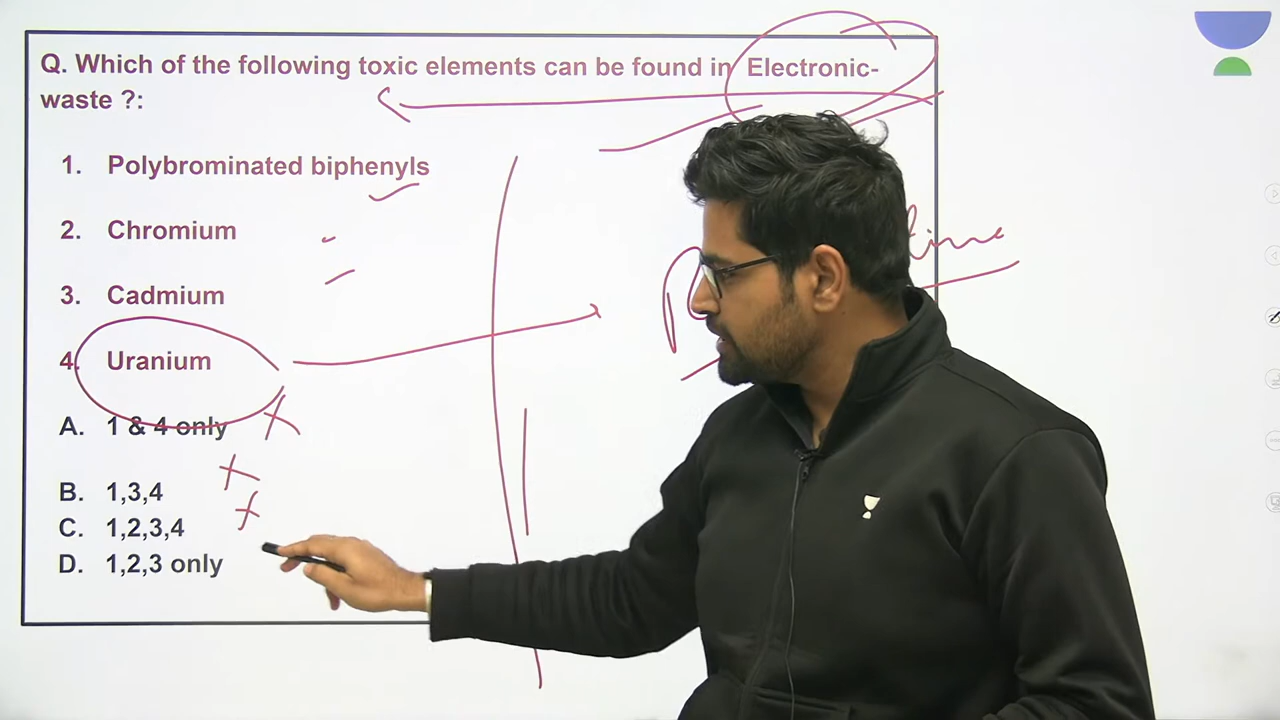 Q. Which of the following toxic elements can be found in Electronic-
waste ?:
1. Polybrominated biphenyls
2. Chromium
3. Cadmium
4. Uranium
A. 1 & 4 only
B. 1,3,4
C. 1,2,3,4
D. 1,2,3 only